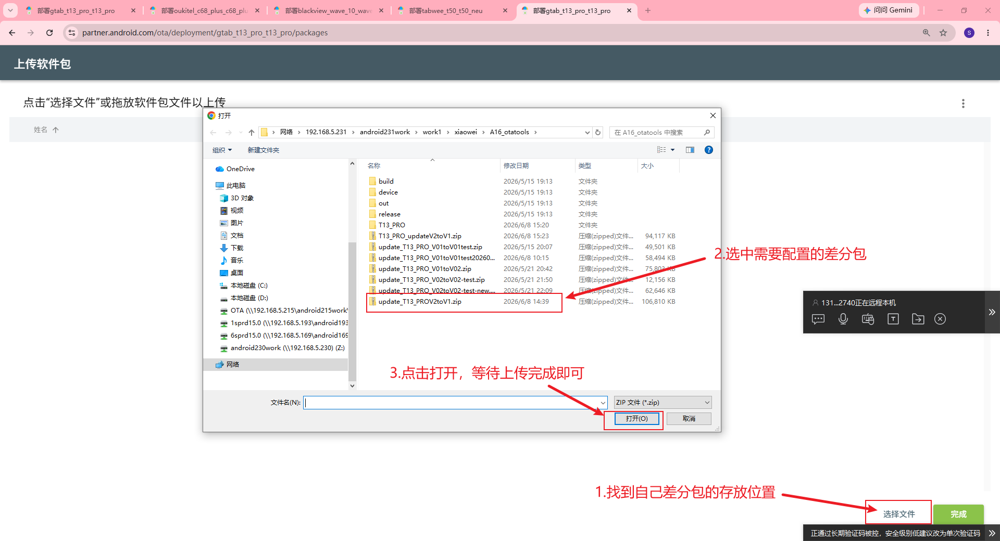 部署gtab_t13_pro_t13_pro
部署oukitel_c68_plus_c68_plu
部署blackview_wave_10_wave
部署tabwee_t50_t50_neu
部署gtab_t13_pro_t13_pro
问问 Gemini
partner.android.com/ota/deployment/gtab_t13_pro_t13_pro/packages
S
上传软件包
点击“选择文件”或拖放软件包文件以上传
姓名
打开
网络 › 192.168.5.231 › android231work › work1 › xiaowei › A16_otatools ›
在 A16_otatools 中搜索
组织
新建文件夹
OneDrive
此电脑
3D 对象
视频
图片
文档
下载
音乐
桌面
本地磁盘 (C:)
本地磁盘 (D:)
OTA (\\192.168.5.215\android215work\
1sprd15.0 (\\192.168.5.193\android193
6sprd15.0 (\\192.168.5.169\android169
android230work (\\192.168.5.230) (Z:)
网络
名称 修改日期 类型 大小
build 2026/5/15 19:13 文件夹
device 2026/5/15 19:13 文件夹
out 2026/5/15 19:13 文件夹
release 2026/5/15 19:13 文件夹
T13_PRO 2026/6/8 15:20 文件夹
T13_PRO_updateV2toV1.zip 2026/6/8 15:23 压缩(zipped)文件... 94,117 KB
update_T13_PRO_V01toV01test.zip 2026/5/15 20:07 压缩(zipped)文件... 49,501 KB
update_T13_PRO_V01toV01test20260... 2026/6/8 10:15 压缩(zipped)文件... 58,494 KB
update_T13_PRO_V01toV02.zip 2026/5/21 20:42 压缩(zipped)文件... 75,803 KB
update_T13_PRO_V02toV02-test.zip 2026/5/21 21:50 压缩(zipped)文件... 12,156 KB
update_T13_PRO_V02toV02-test-new.... 2026/5/21 22:09 压缩(zipped)文件... 62,646 KB
update_T13_PROV2toV1.zip 2026/6/8 14:39 压缩(zipped)文件... 106,810 KB
2.选中需要配置的差分包
131...2740正在远程本机
3.点击打开，等待上传完成即可
文件名(N):
ZIP 文件 (*.zip)
打开(O)
取消
1.找到自己差分包的存放位置
选择文件
完成
正通过长期验证码被控，安全级别低建议改为单次验证码